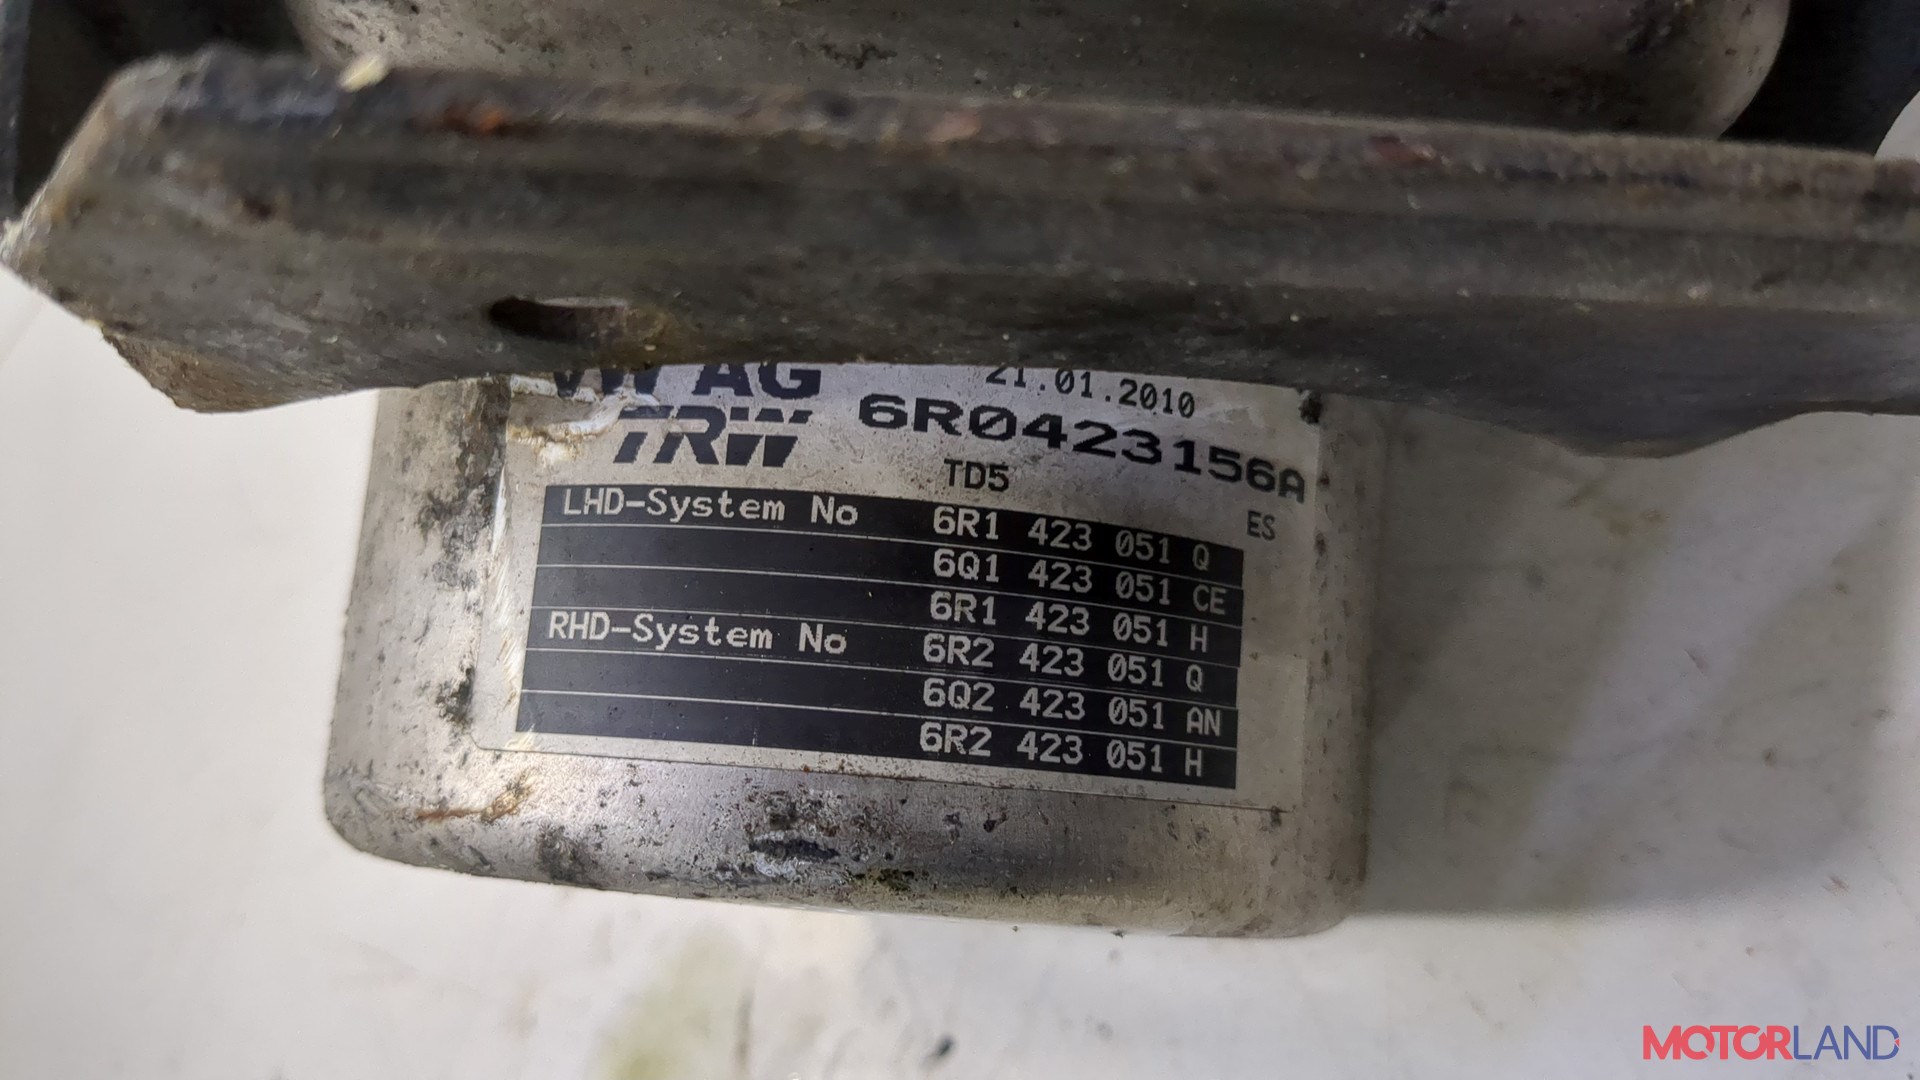 VW AG 21.01.2010
TRW 6R0423156A
TD5
ES
LHD-System No 6R1 423 051 Q
6Q1 423 051 CE
6R1 423 051 H
RHD-System No 6R2 423 051 Q
6Q2 423 051 AN
6R2 423 051 H
MOTORLAND